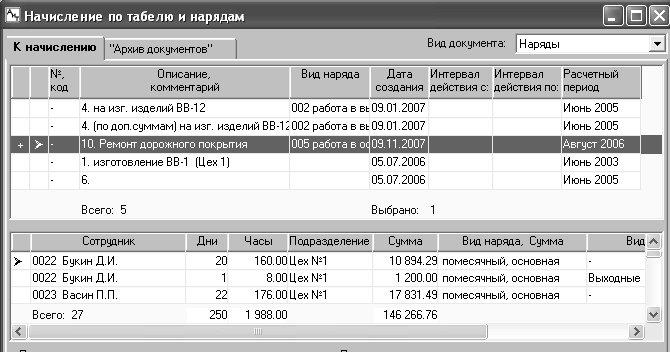 Начисление по табелю и нарядам
К начислению "Архив документов" Вид документа: Наряды
№, код Описание, комментарий Вид наряда Дата создания Интервал действия с: Интервал действия по: Расчетный период
- 4. на изг. изделий ВВ-12 002 работа в вы 09.01.2007 Июнь 2005
- 4. (по доп.суммам) на изг. изделий ВВ-12 002 работа в вы 09.01.2007 Июнь 2005
+ - 10. Ремонт дорожного покрытия 005 работа в ос 09.11.2007 Август 2006
- 1. изготовление ВВ-1 (Цех 1) 05.07.2006 Июнь 2003
- 6. 05.07.2006 Июнь 2005
Всего: 5 Выбрано: 1
Сотрудник Дни Часы Подразделение Сумма Вид наряда, Сумма Вид
0022 Букин Д.И. 20 160.00 Цех №1 10 894.29 помесячный, основная -
0022 Букин Д.И. 1 8.00 Цех №1 1 200.00 помесячный, основная Выходные
0023 Васин П.П. 22 176.00 Цех №1 17 831.49 помесячный, основная -
Всего: 27 250 1 988.00 146 266.76